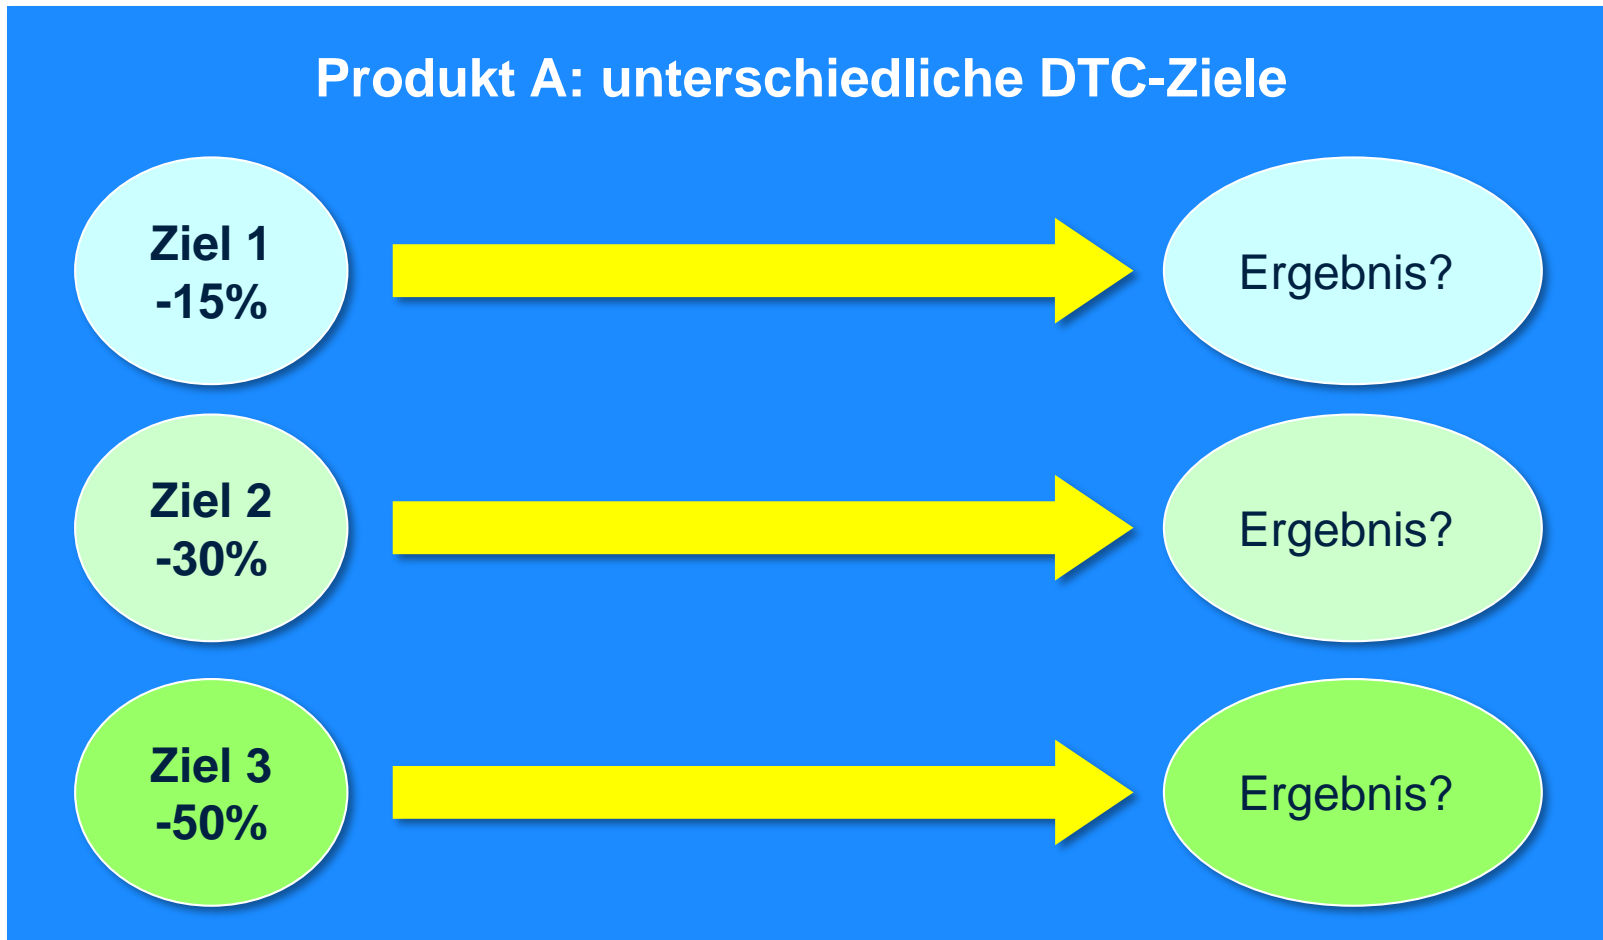 Produkt A: unterschiedliche DTC-Ziele
Ziel 1
-15%
Ergebnis?
Ziel 2
-30%
Ergebnis?
Ziel 3
-50%
Ergebnis?